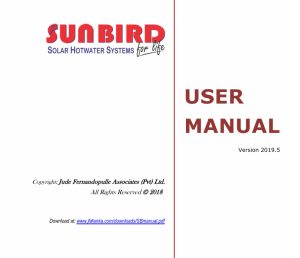 SUNBIRD
SOLAR HOTWATER SYSTEMS for life
USER
MANUAL
Version 2019.5
Copyright: Jude Fernandopulle Associates (Pvt) Ltd.
All Rights Reserved © 2018
Download at: www.jfalanka.com/downloads/SBmanual.pdf